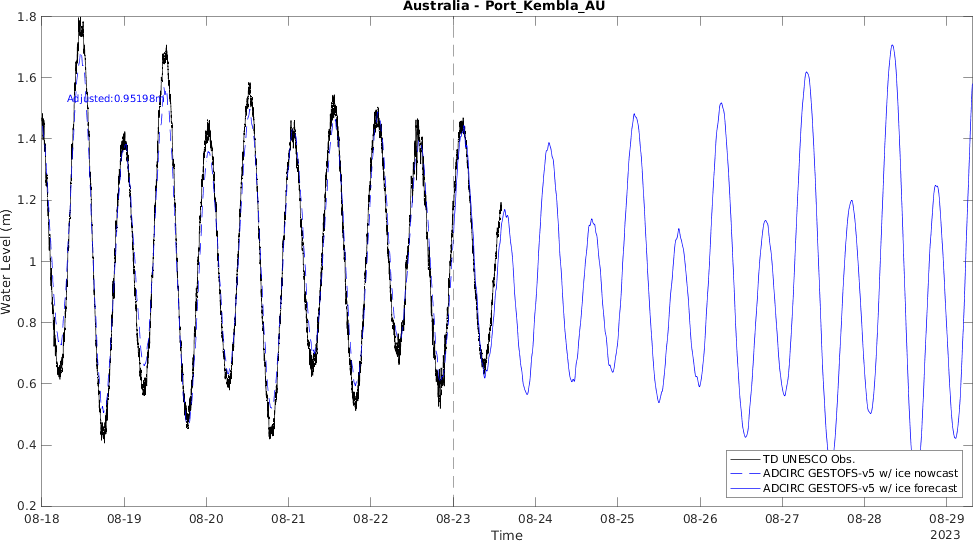 Australia - Port_Kembla_AU
1.8
1.6
Adjusted:0.95198m
1.4
1.2
1
0.8
0.6
0.4
0.2
Water Level (m)
TD UNESCO Obs.
ADCIRC GESTOFS-v5 w/ ice nowcast
ADCIRC GESTOFS-v5 w/ ice forecast
08-18 08-19 08-20 08-21 08-22 08-23 08-24 08-25 08-26 08-27 08-28 08-29
2023
Time